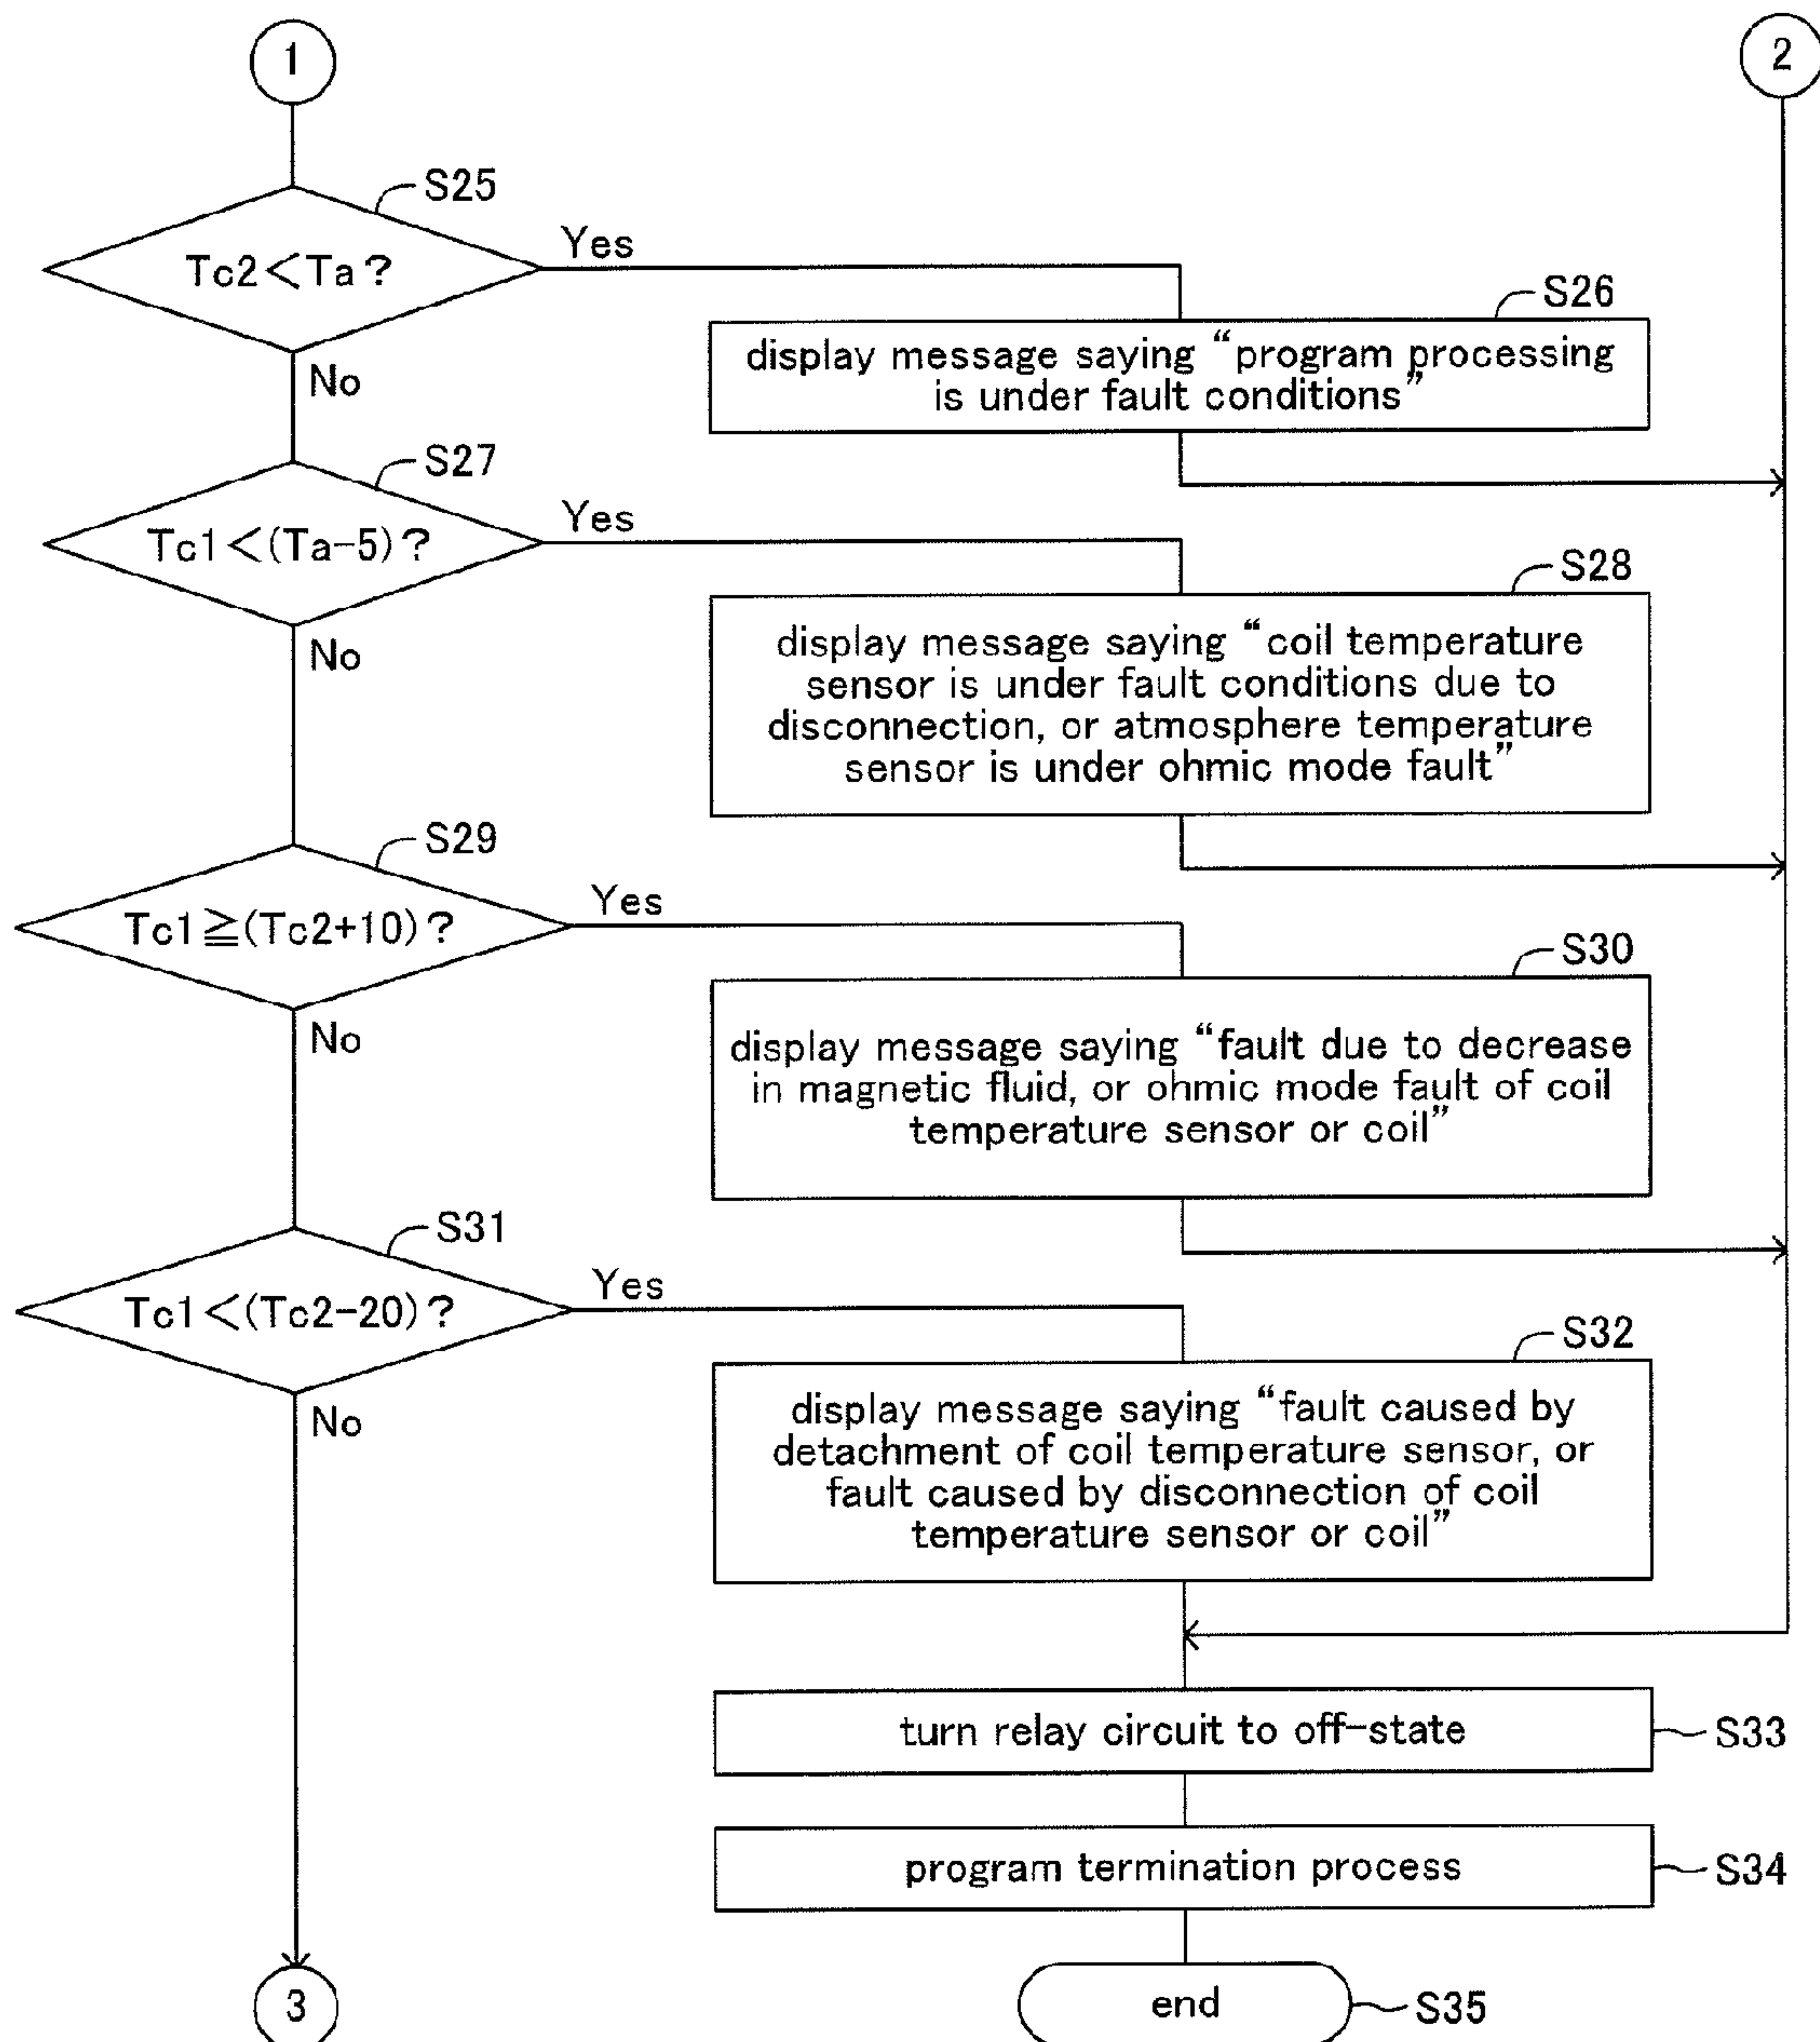 1
2
S25
Tc2<Ta?
Yes
No
S26
display message saying “program processing
is under fault conditions”
S27
Tc1<(Ta-5)?
Yes
No
S28
display message saying “coil temperature
sensor is under fault conditions due to
disconnection, or atmosphere temperature
sensor is under ohmic mode fault”
S29
Tc1≧(Tc2+10)?
Yes
No
S30
display message saying “fault due to decrease
in magnetic fluid, or ohmic mode fault of coil
temperature sensor or coil”
S31
Tc1<(Tc2-20)?
Yes
No
S32
display message saying “fault caused by
detachment of coil temperature sensor, or
fault caused by disconnection of coil
temperature sensor or coil”
turn relay circuit to off-state
S33
program termination process
S34
3
end
S35